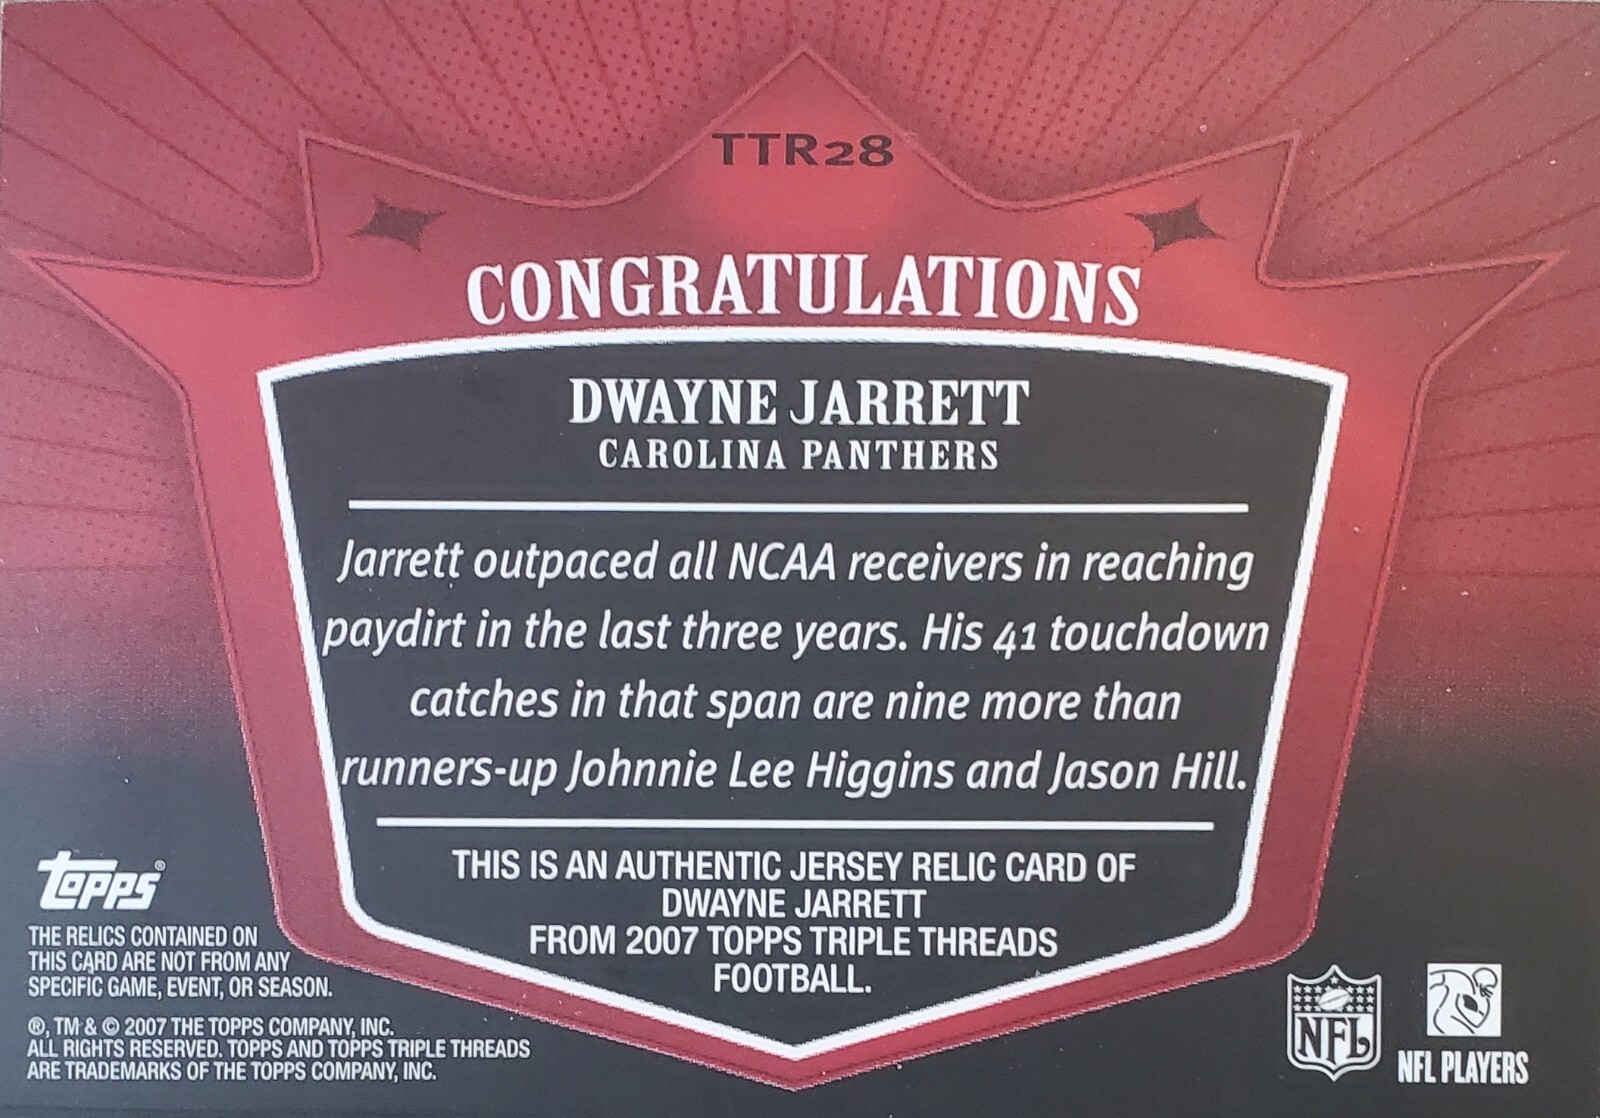 TTR28
CONGRATULATIONS
DWAYNE JARRETT
CAROLINA PANTHERS
Jarrett outpaced all NCAA receivers in reaching
paydirt in the last three years. His 41 touchdown
catches in that span are nine more than
runners-up Johnnie Lee Higgins and Jason Hill.
THIS IS AN AUTHENTIC JERSEY RELIC CARD OF
DWAYNE JARRETT
FROM 2007 TOPPS TRIPLE THREADS
FOOTBALL.
Topps®
THE RELICS CONTAINED ON
THIS CARD ARE NOT FROM ANY
SPECIFIC GAME, EVENT, OR SEASON.
®, TM & © 2007 THE TOPPS COMPANY, INC.
ALL RIGHTS RESERVED. TOPPS AND TOPPS TRIPLE THREADS
ARE TRADEMARKS OF THE TOPPS COMPANY, INC.
NFL
NFL PLAYERS